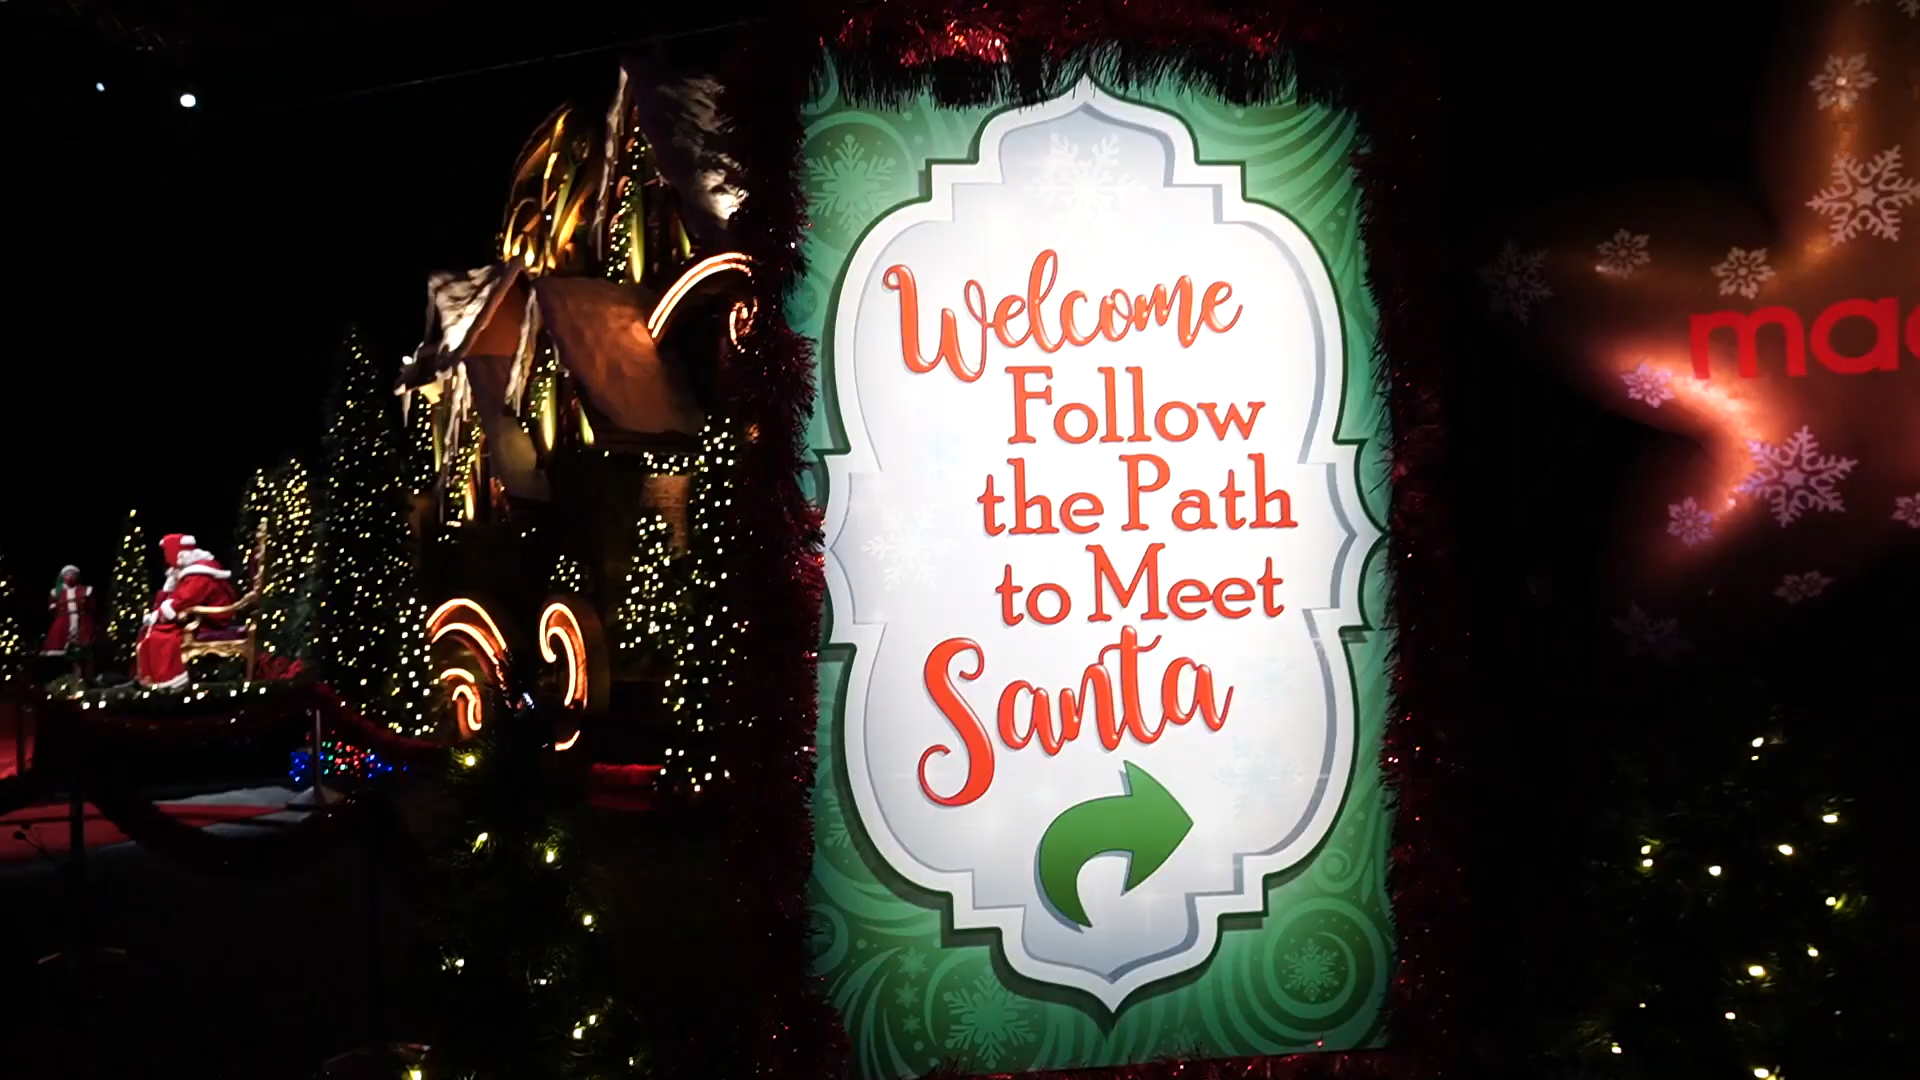 Welcome
Follow
the Path
to Meet
Santa